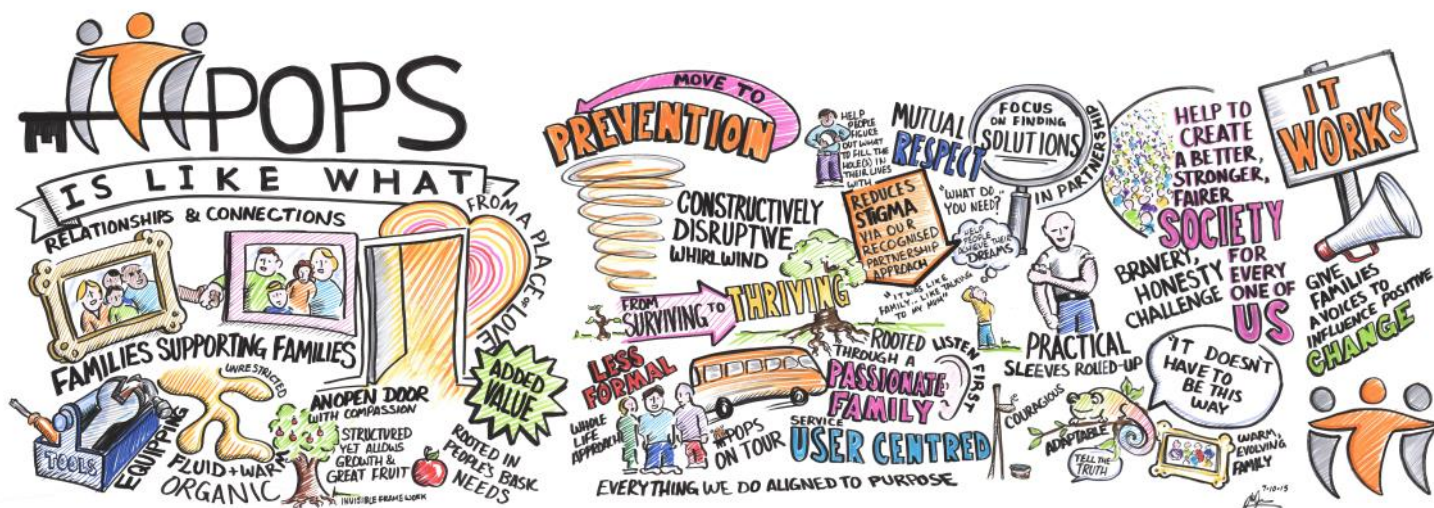 POPS
IS LIKE WHAT
RELATIONSHIPS & CONNECTIONS
FROM A PLACE OF LOVE
FAMILIES SUPPORTING FAMILIES
TOOLS
EQUIPPING
UNRESTRICTED
FLUID + WARM
ORGANIC
AN OPEN DOOR
WITH COMPASSION
STRUCTURED
YET ALLOWS
GROWTH &
GREAT FRUIT
INVISIBLE FRAMEWORK
ADDED
VALUE
ROOTED IN
PEOPLE'S BASIC
NEEDS
MOVE TO
PREVENTION
CONSTRUCTIVELY
DISRUPTIVE
WHIRLWIND
FROM
SURVIVING TO
THRIVING
HELP
PEOPLE
FIGURE
OUT WHAT
TO FILL THE
HOLE(S) IN
THEIR LIVES
WITH
MUTUAL
RESPECT
FOCUS
ON FINDING
SOLUTIONS
IN PARTNERSHIP
REDUCES
STIGMA
VIA OUR
RECOGNISED
PARTNERSHIP
APPROACH
"WHAT DO
YOU NEED?"
HELP
PEOPLE
ACHIEVE THEIR
DREAMS
"IT WAS LIKE
FAMILY... LIKE TALKING
TO MY MUM"
LESS
FORMAL
WHOLE
LIFE
APPROACH
POPS
ON TOUR
ROOTED
THROUGH A
PASSIONATE
FAMILY
LISTEN FIRST
SERVICE
USER CENTRED
EVERYTHING WE DO ALIGNED TO PURPOSE
PRACTICAL
SLEEVES ROLLED-UP
COURAGIOUS
ADAPTABLE
TELL THE
TRUTH
HELP TO
CREATE
A BETTER,
STRONGER,
FAIRER
SOCIETY
FOR
EVERY
ONE OF
US
BRAVERY,
HONESTY
CHALLENGE
"IT DOESN'T
HAVE TO
BE THIS
WAY
WARM,
EVOLVING
FAMILY
IT
WORKS
GIVE
FAMILIES
A VOICES TO
INFLUENCE POSITIVE
CHANGE
7-10-15